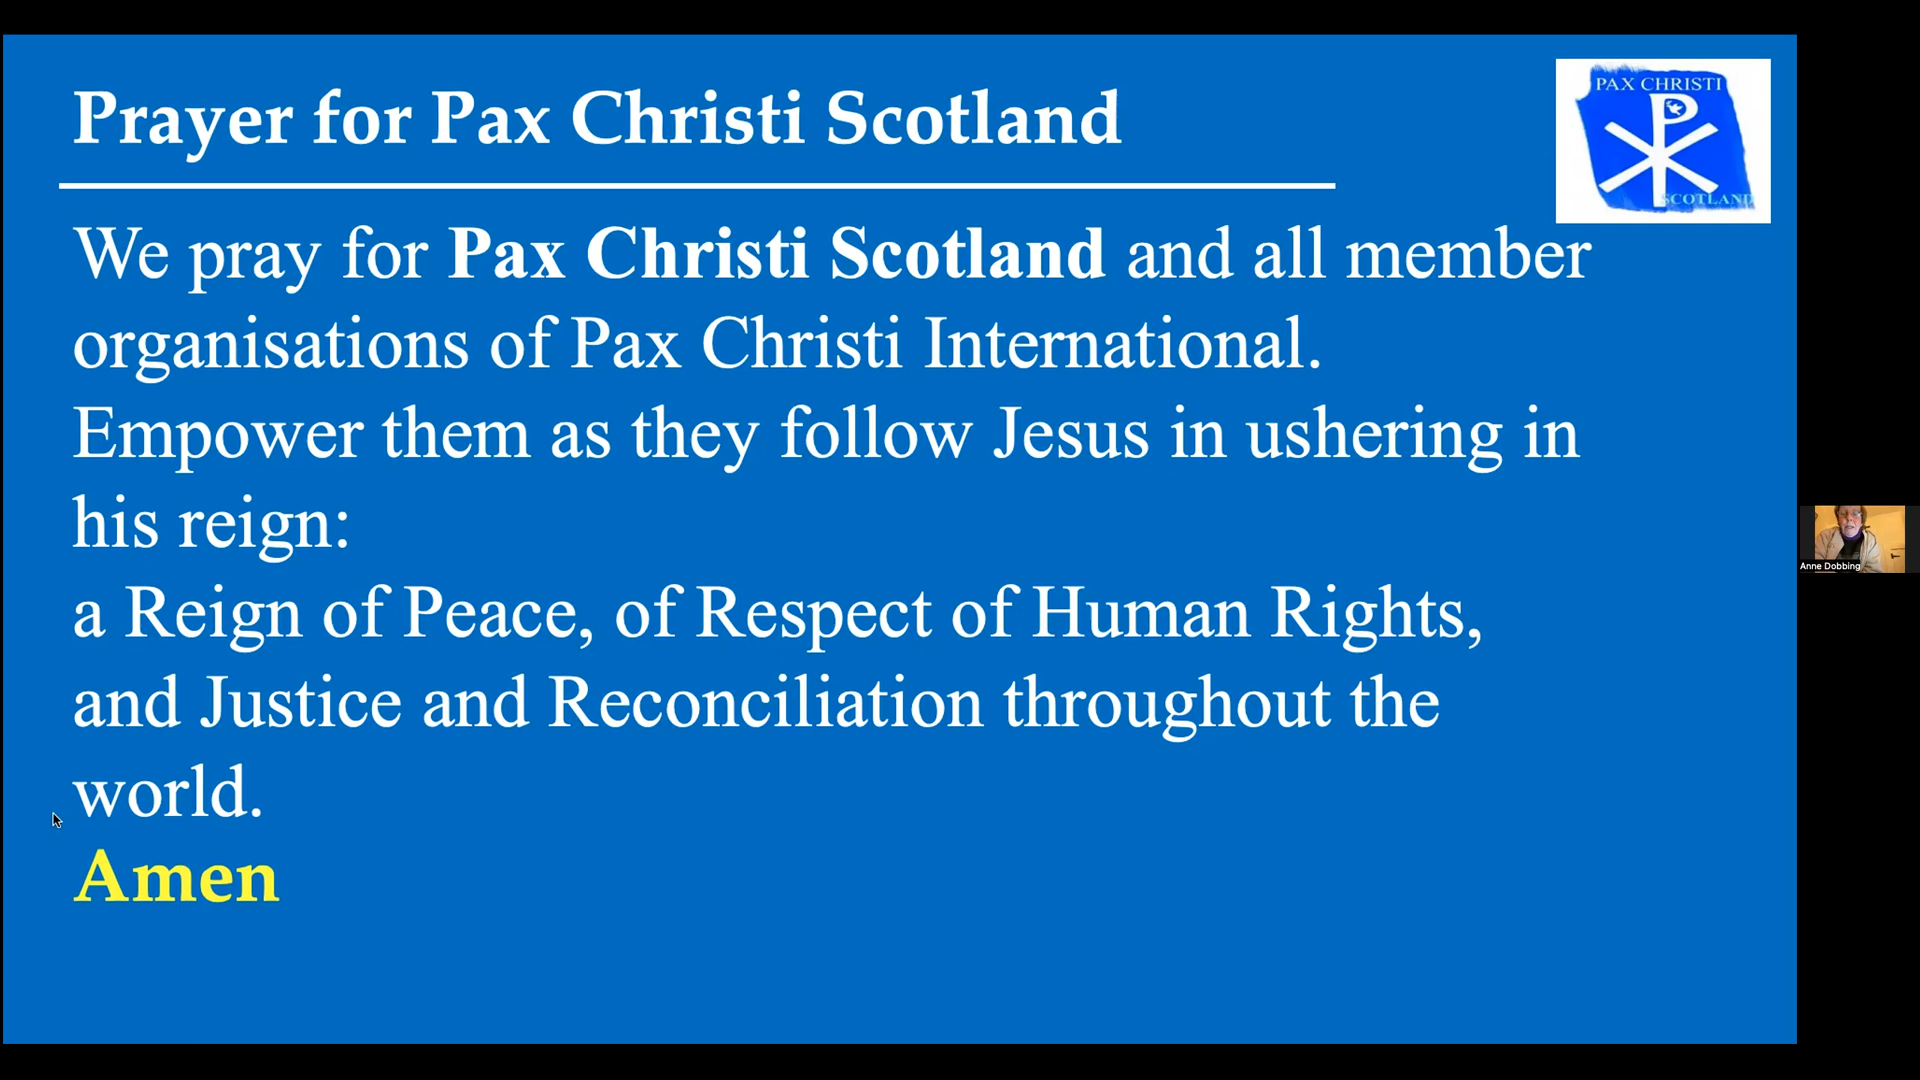 Prayer for Pax Christi Scotland
PAX CHRISTI
SCOTLAND
We pray for Pax Christi Scotland and all member
organisations of Pax Christi International.
Empower them as they follow Jesus in ushering in
his reign:
a Reign of Peace, of Respect of Human Rights,
and Justice and Reconciliation throughout the
world.
Amen
Anne Dobbing